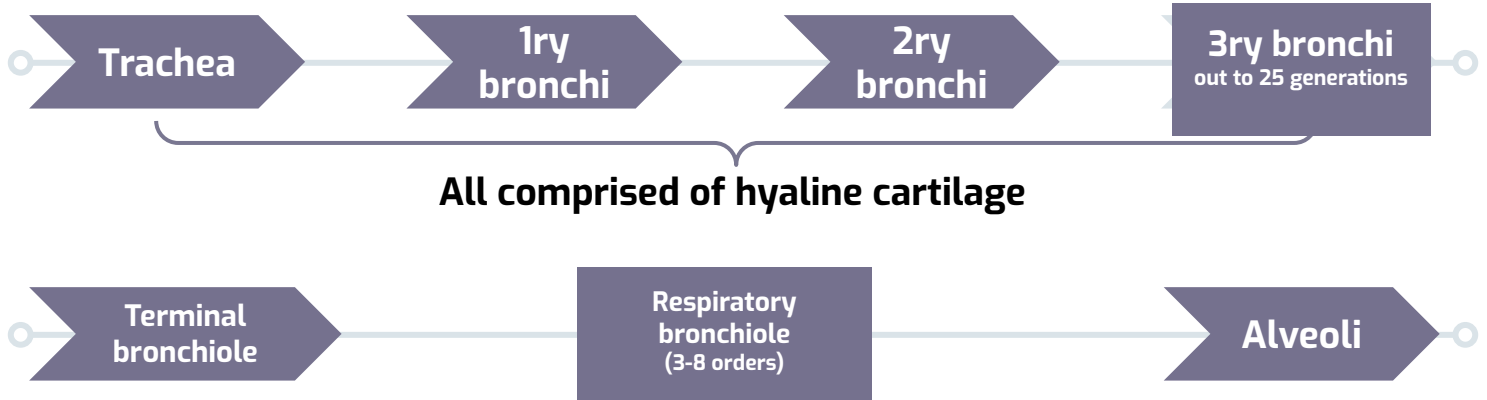 Trachea
1ry
bronchi
2ry
bronchi
3ry bronchi
out to 25 generations
All comprised of hyaline cartilage
Terminal
bronchiole
Respiratory
bronchiole
(3-8 orders)
Alveoli